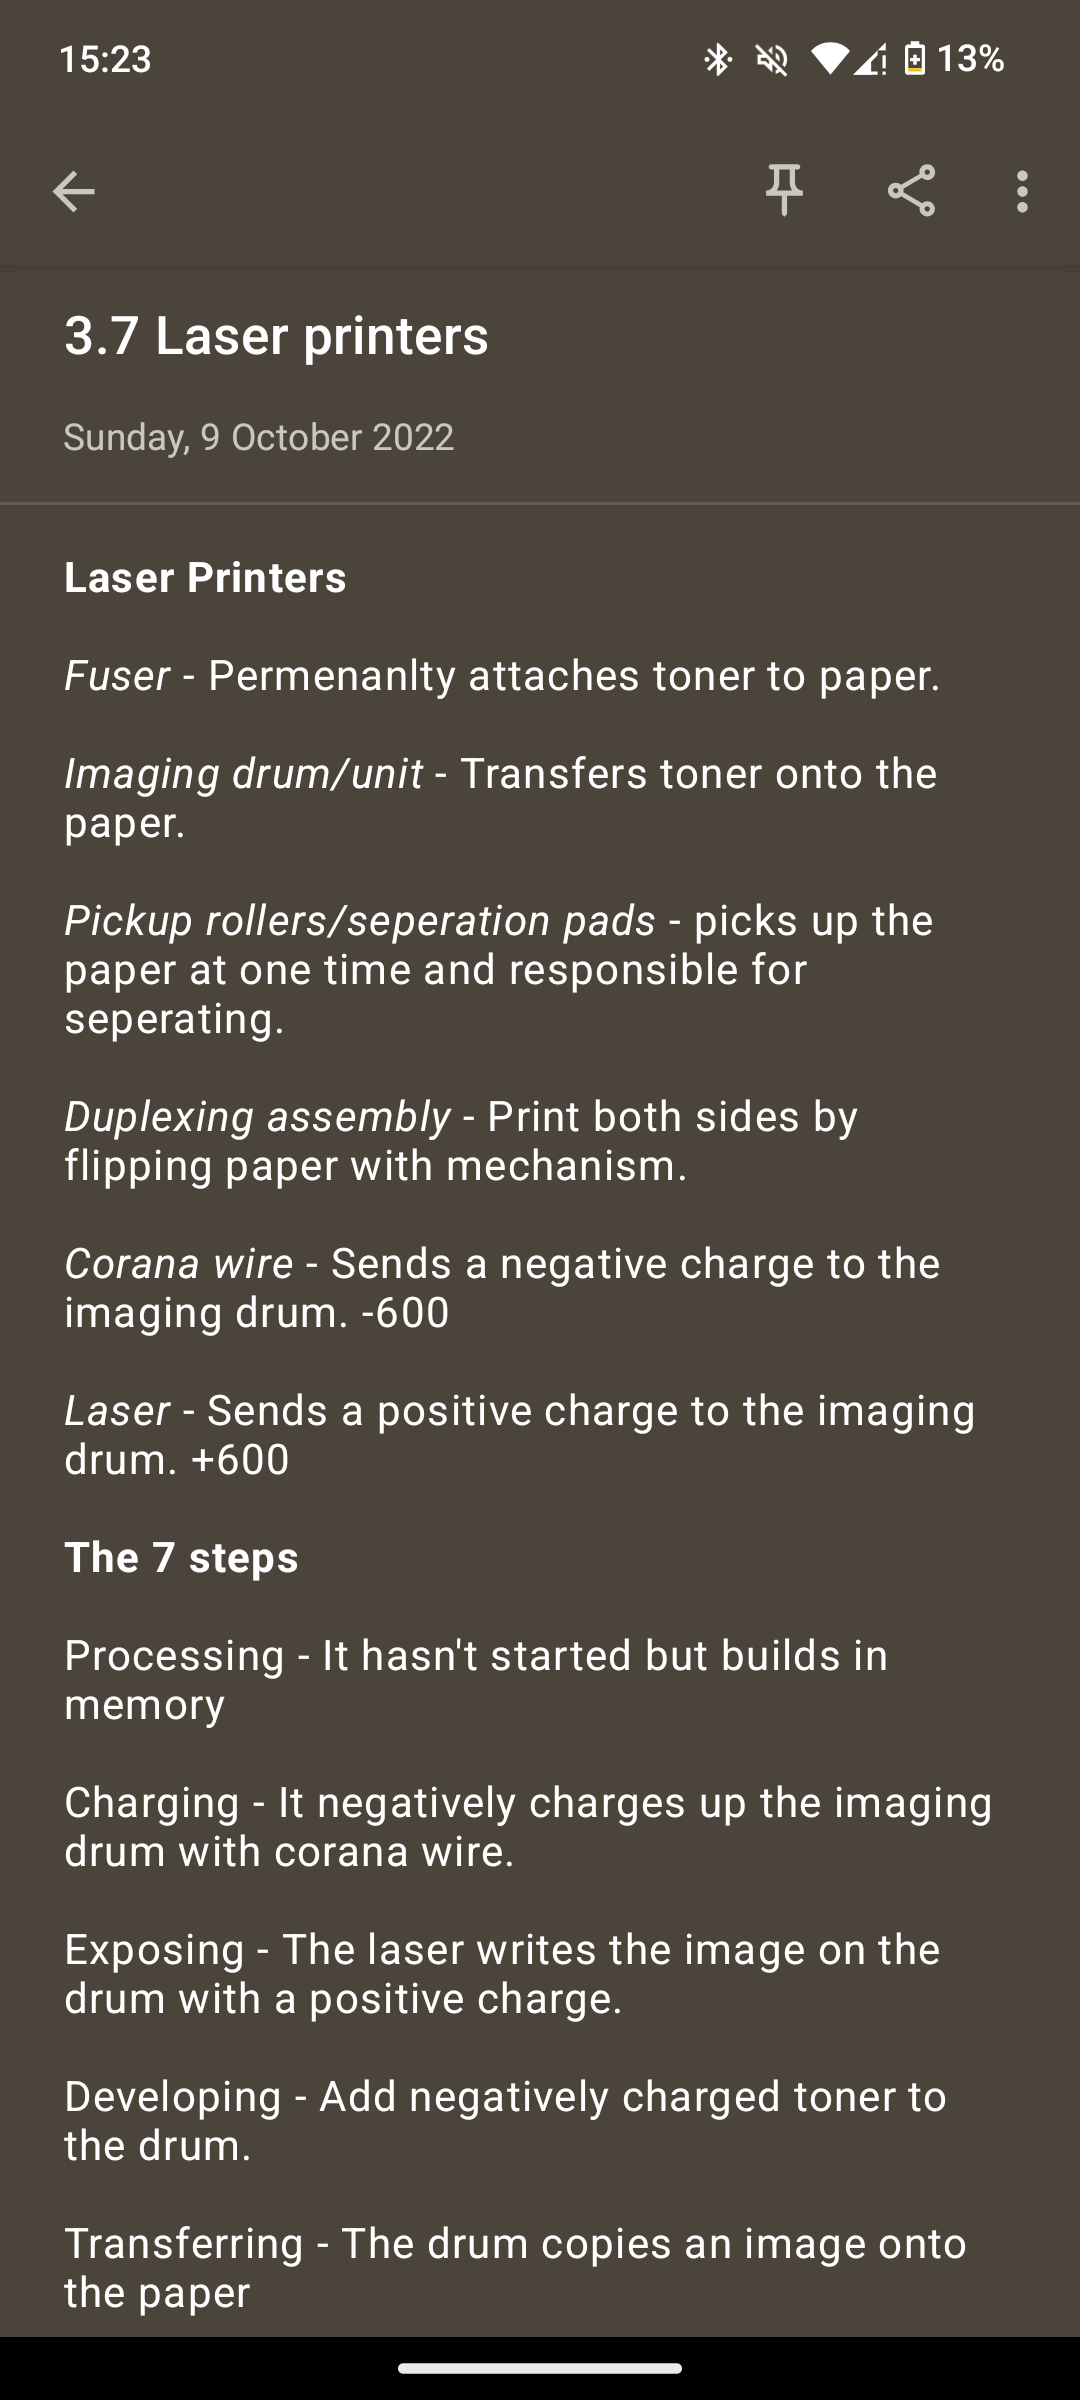 15:23
13%
3.7 Laser printers
Sunday, 9 October 2022
Laser Printers
Fuser - Permenanlty attaches toner to paper.
Imaging drum/unit - Transfers toner onto the
paper.
Pickup rollers/seperation pads - picks up the
paper at one time and responsible for
seperating.
Duplexing assembly - Print both sides by
flipping paper with mechanism.
Corana wire - Sends a negative charge to the
imaging drum. -600
Laser - Sends a positive charge to the imaging
drum. +600
The 7 steps
Processing - It hasn't started but builds in
memory
Charging - It negatively charges up the imaging
drum with corana wire.
Exposing - The laser writes the image on the
drum with a positive charge.
Developing - Add negatively charged toner to
the drum.
Transferring - The drum copies an image onto
the paper